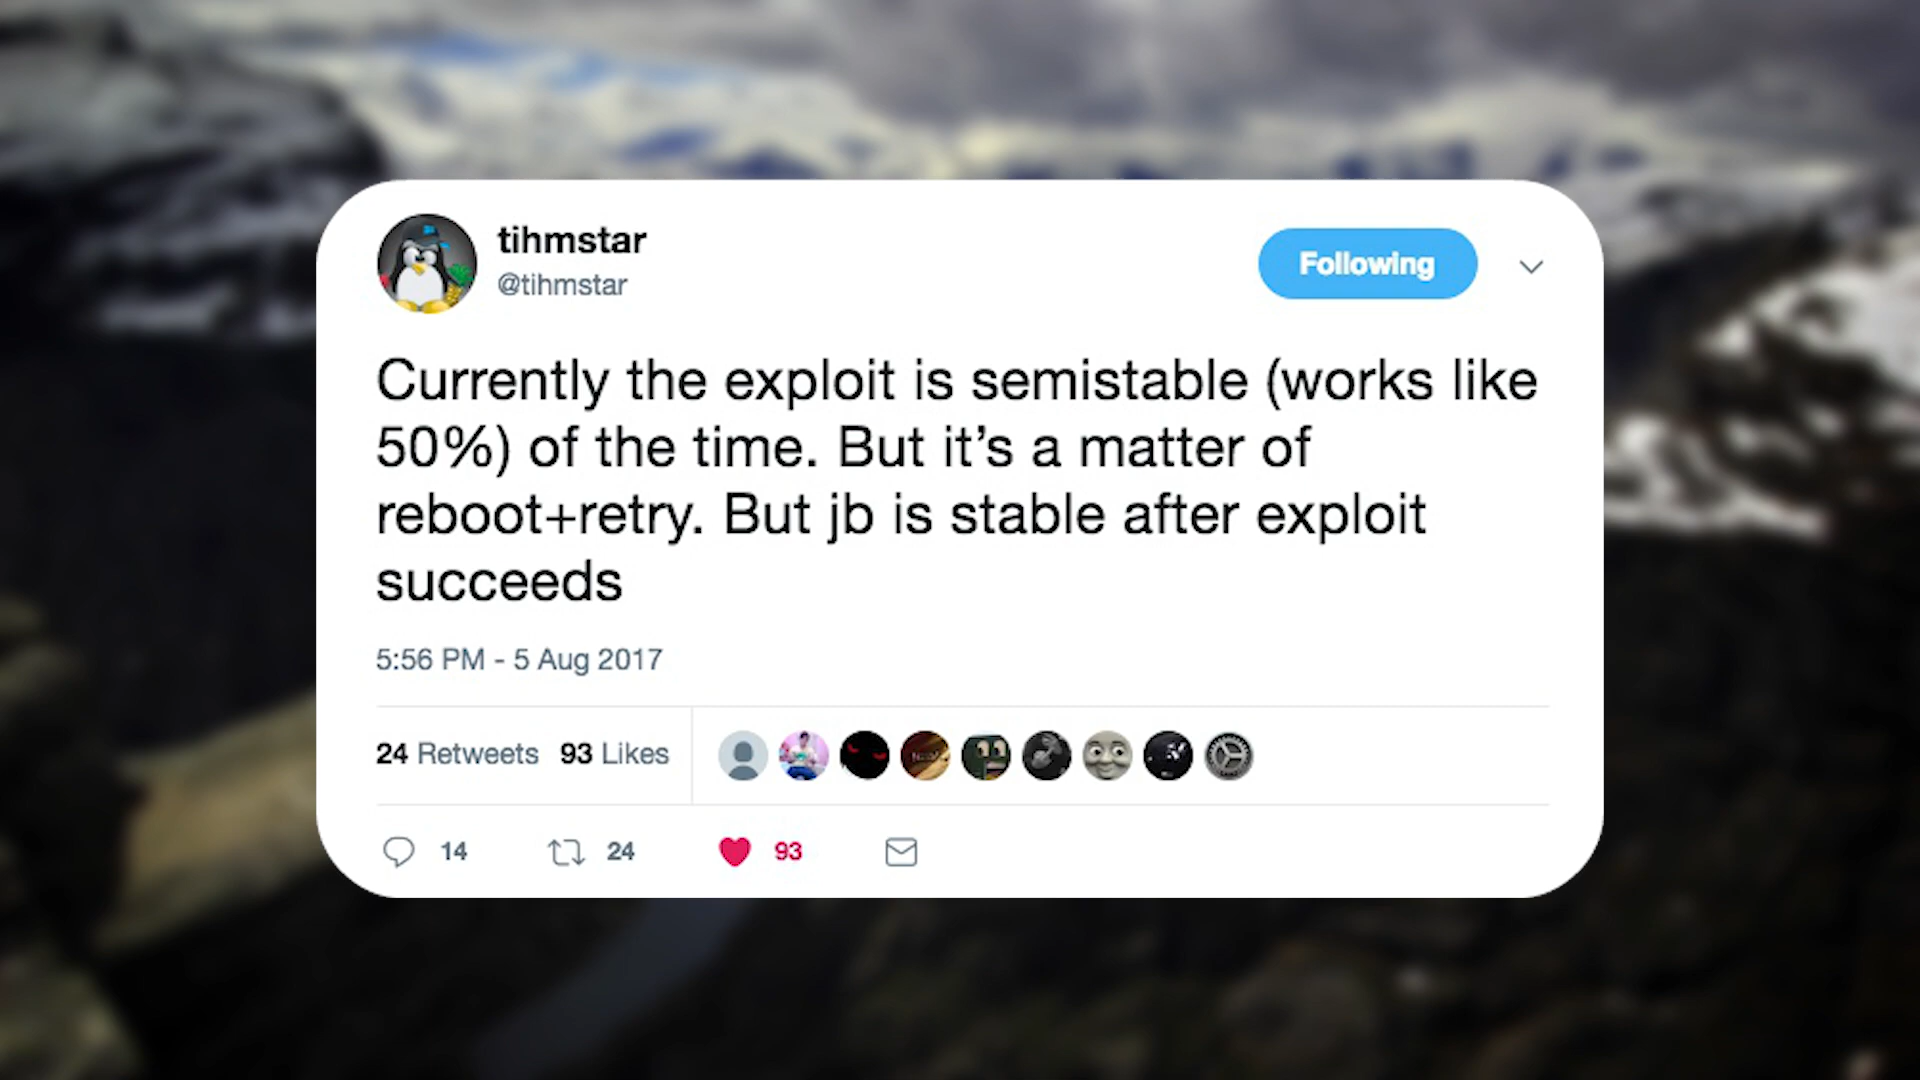 tihmstar
@tihmstar
Following
Currently the exploit is semistable (works like
50%) of the time. But it’s a matter of
reboot+retry. But jb is stable after exploit
succeeds
5:56 PM - 5 Aug 2017
24 Retweets 93 Likes
14 24 93